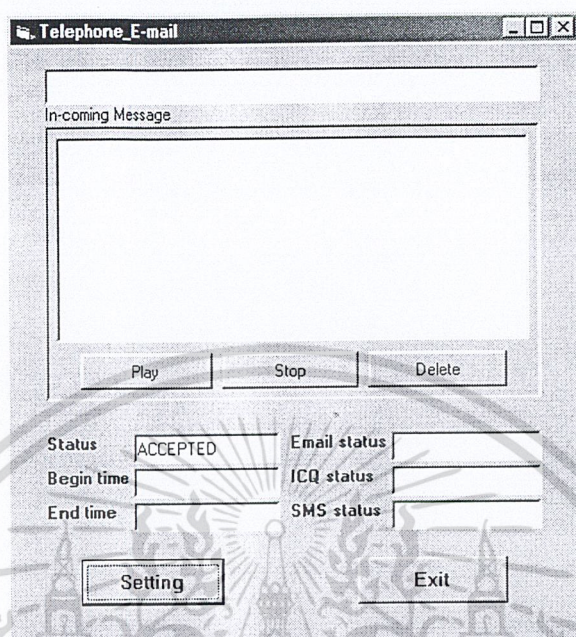 Telephone_E-mail
In-coming Message
Play Stop Delete
Status ACCEPTED Email status
Begin time ICQ status
End time SMS status
Setting Exit